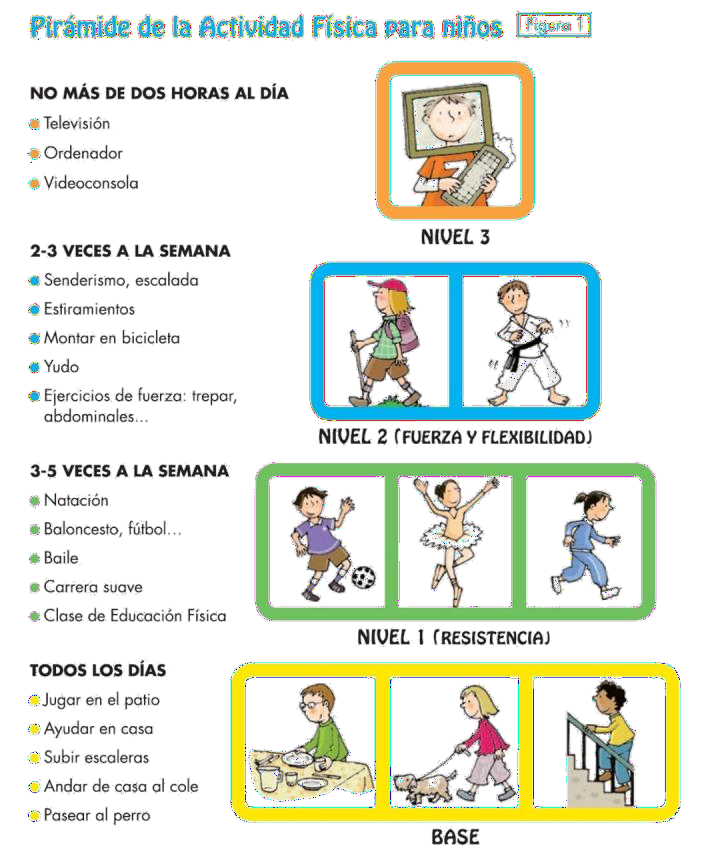 Pirámide de la Actividad Física para niños Figura 1
NO MÁS DE DOS HORAS AL DÍA
Televisión
Ordenador
Videoconsola
NIVEL 3
2-3 VECES A LA SEMANA
Senderismo, escalada
Estiramientos
Montar en bicicleta
Yudo
Ejercicios de fuerza: trepar,
abdominales...
NIVEL 2 (FUERZA Y FLEXIBILIDAD)
3-5 VECES A LA SEMANA
Natación
Baloncesto, fútbol...
Baile
Carrera suave
Clase de Educación Física
NIVEL 1 (RESISTENCIA)
TODOS LOS DÍAS
Jugar en el patio
Ayudar en casa
Subir escaleras
Andar de casa al cole
Pasear al perro
BASE